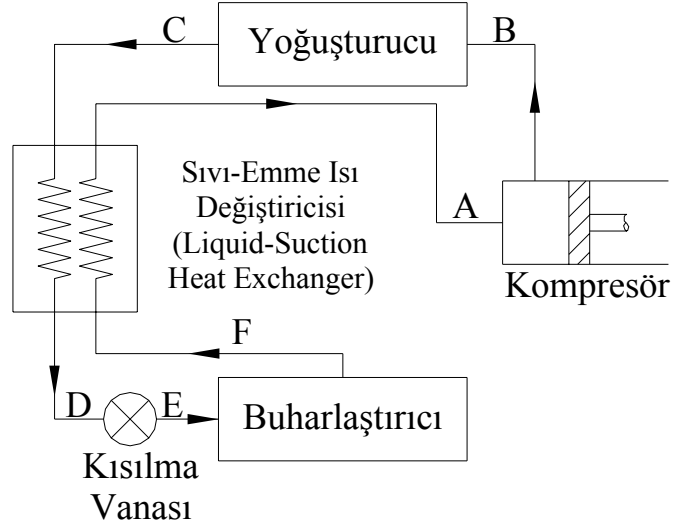 C
Yoğuşturucu
B
Sıvı-Emme Isı
Değiştiricisi
(Liquid-Suction
Heat Exchanger)
A
Kompresör
F
D
E
Buharlaştırıcı
Kısılma
Vanası